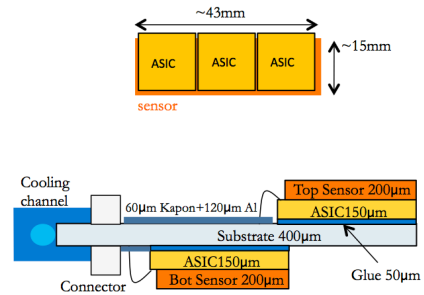 ~43mm
ASIC
ASIC
ASIC
~15mm
sensor
Cooling
channel
60µm Kapon+120µm Al
Top Sensor 200µm
ASIC150µm
Substrate 400µm
ASIC150µm
Bot Sensor 200µm
Glue 50µm
Connector